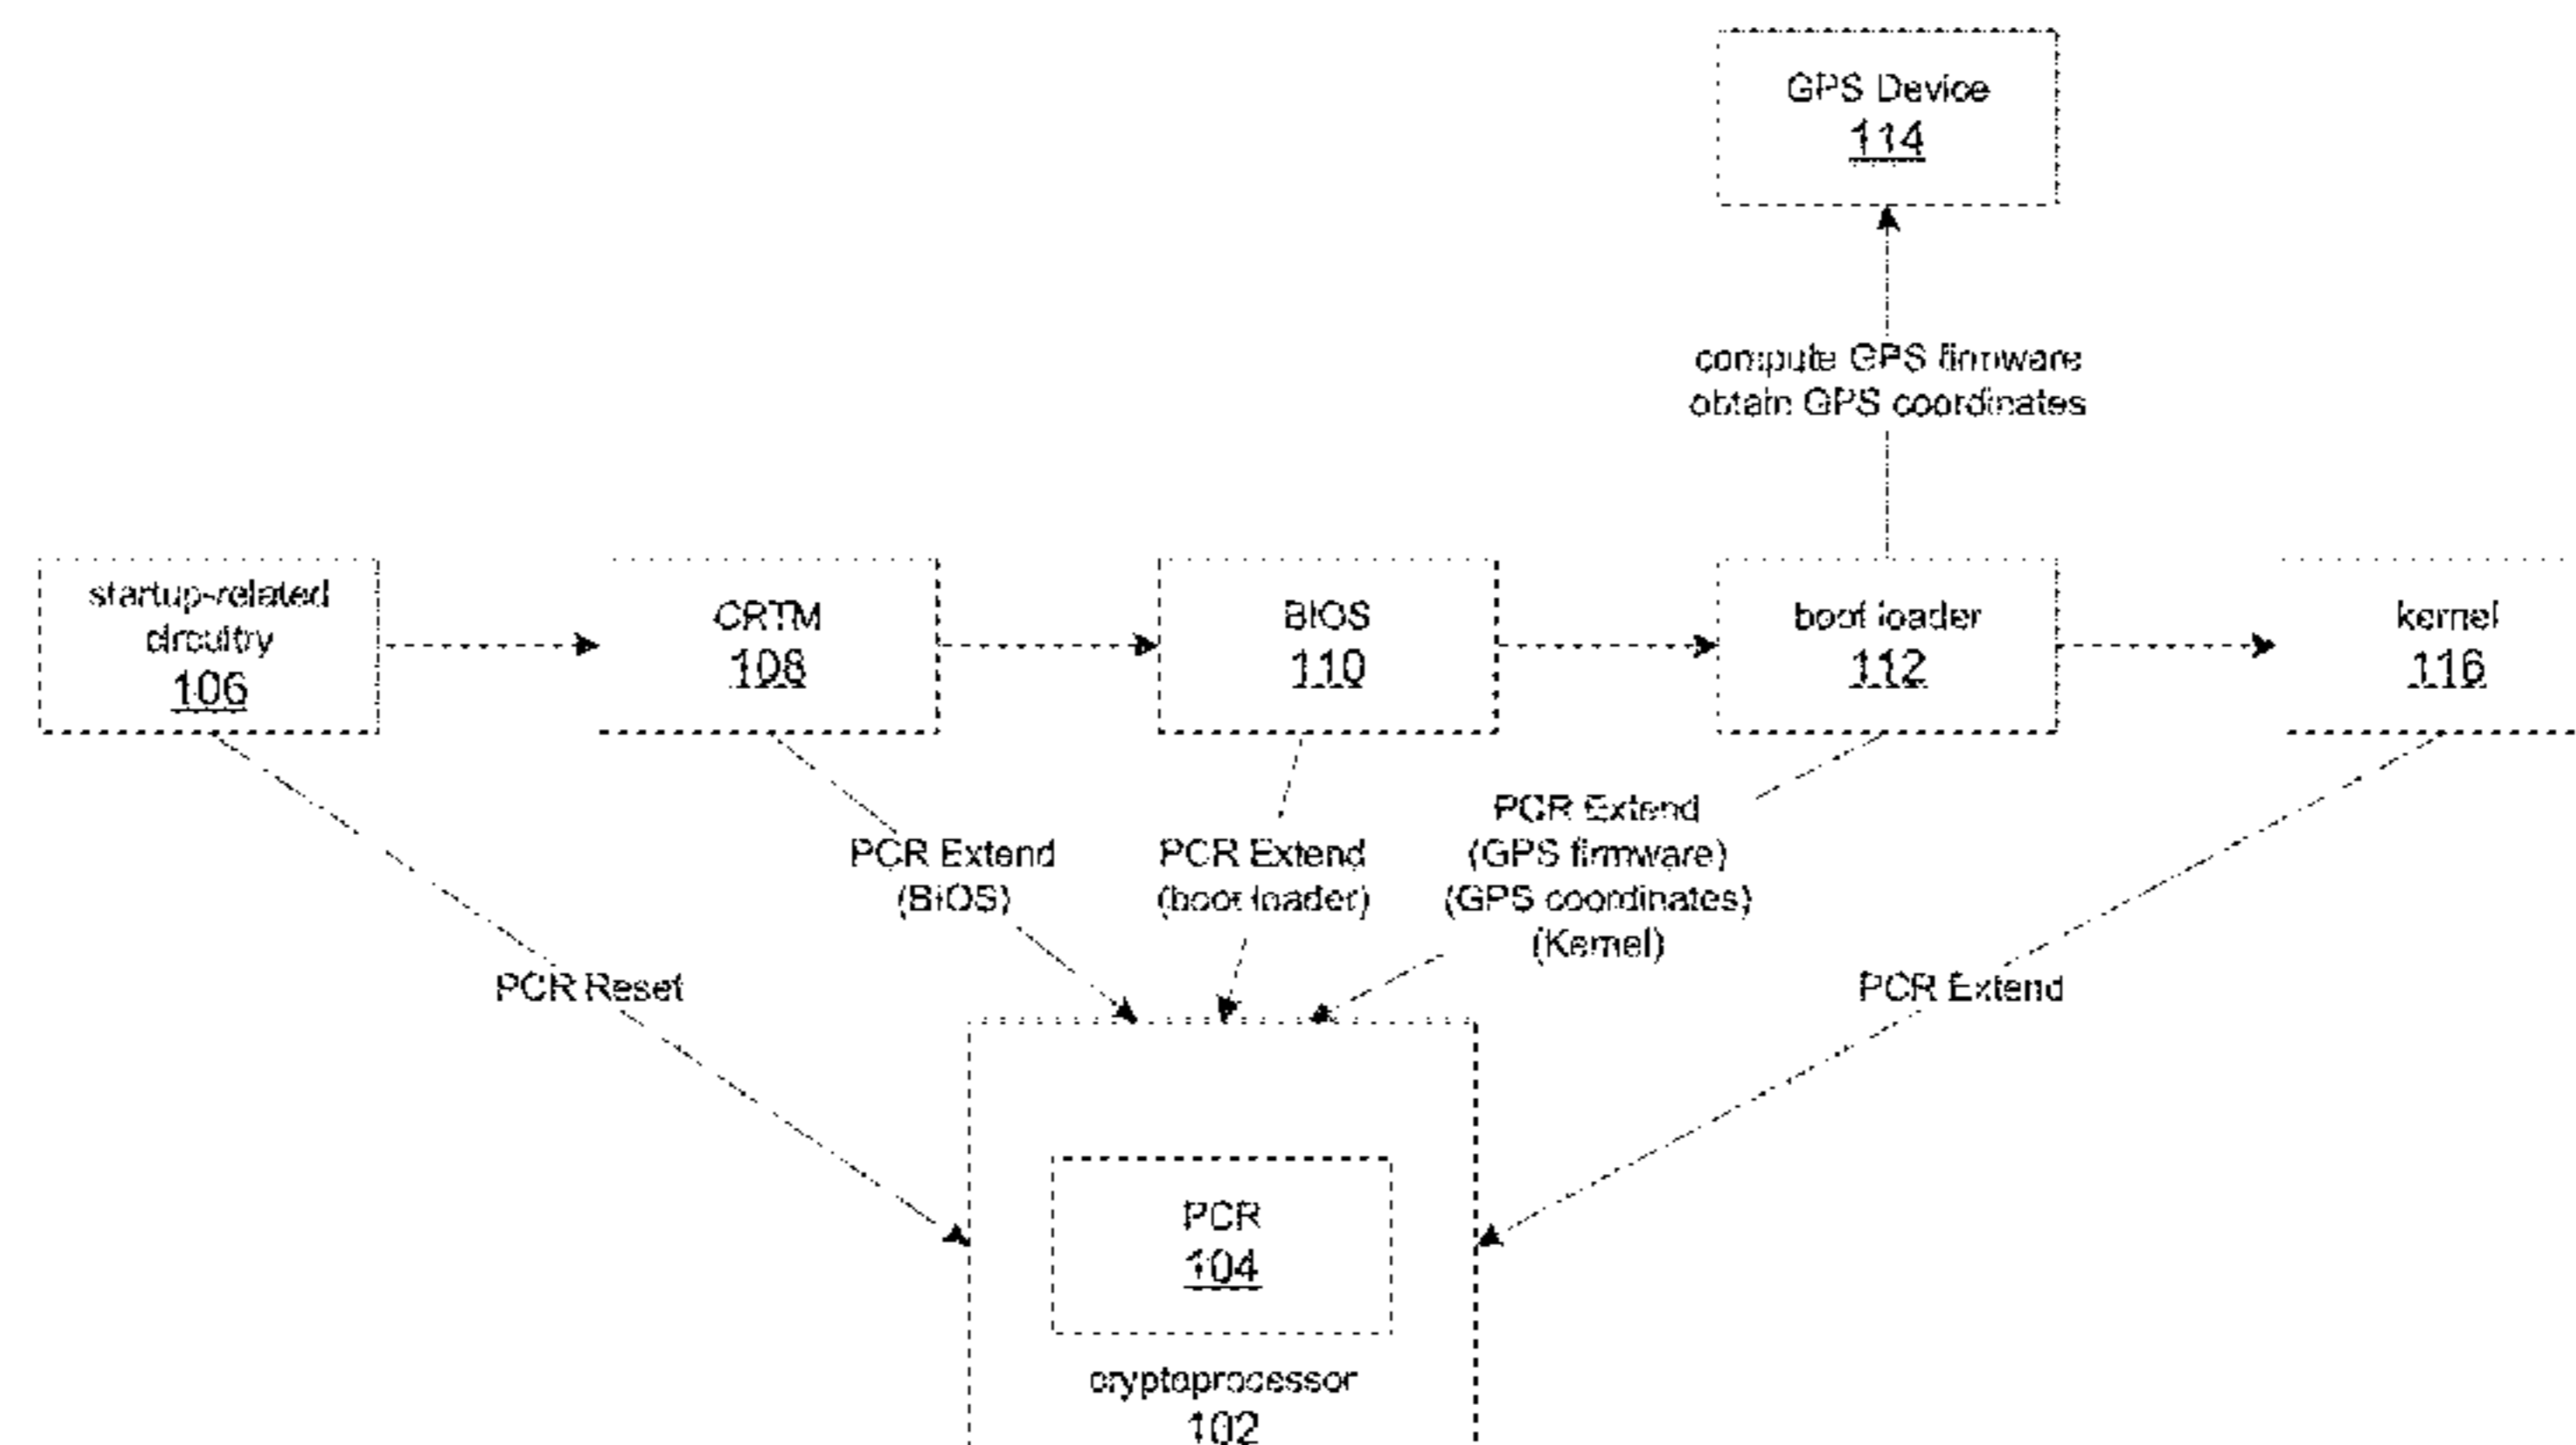 GPS Device
114
compute GPS firmware
obtain GPS coordinates
startup-related
circuitry
106
CRTM
108
BIOS
110
boot loader
112
kernel
116
PCR Extend
(BIOS)
PCR Extend
(boot loader)
PCR Extend
(GPS firmware)
(GPS coordinates)
(Kernel)
PCR Reset
PCR Extend
PCR
104
cryptoprocessor
102